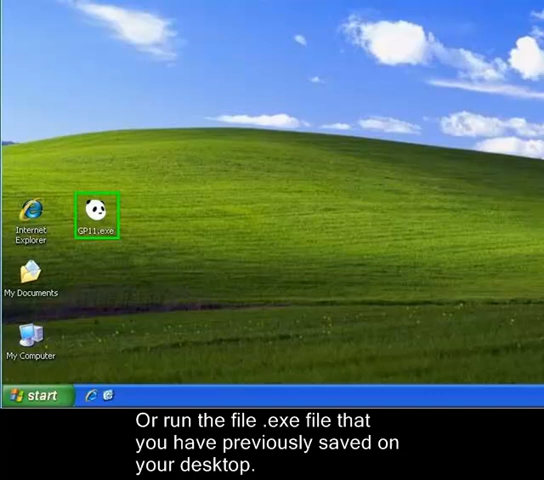 Internet
Explorer
GP11.exe
My Documents
My Computer
start
Or run the file .exe file that
you have previously saved on
your desktop.